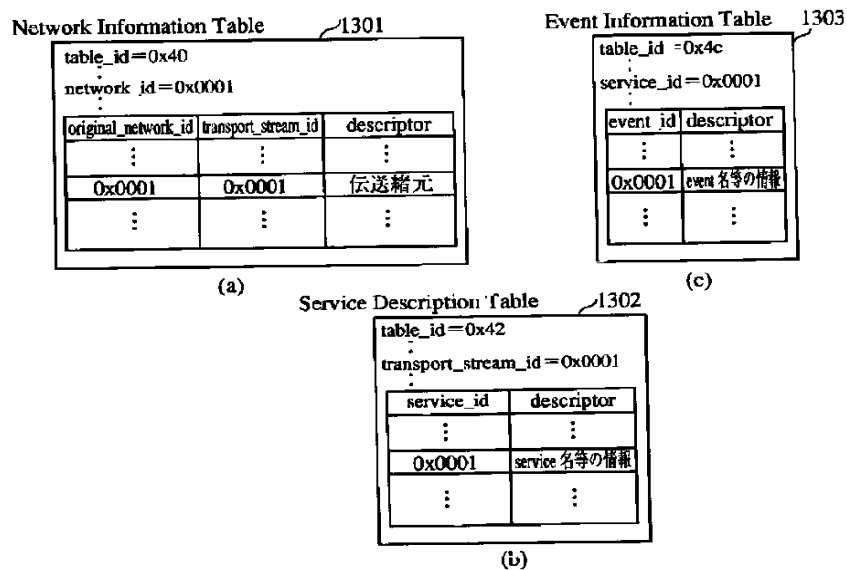 Network Information Table 1301
table_id=0x40
network_id=0x0001
original_network_id transport_stream_id descriptor
0x0001 0x0001 伝送緒元
(a)
Event Information Table 1303
table_id =0x4c
service_id=0x0001
event_id descriptor
0x0001 event 名等の情報
(c)
Service Description Table 1302
table_id=0x42
transport_stream_id=0x0001
service_id descriptor
0x0001 service 名等の情報
(b)